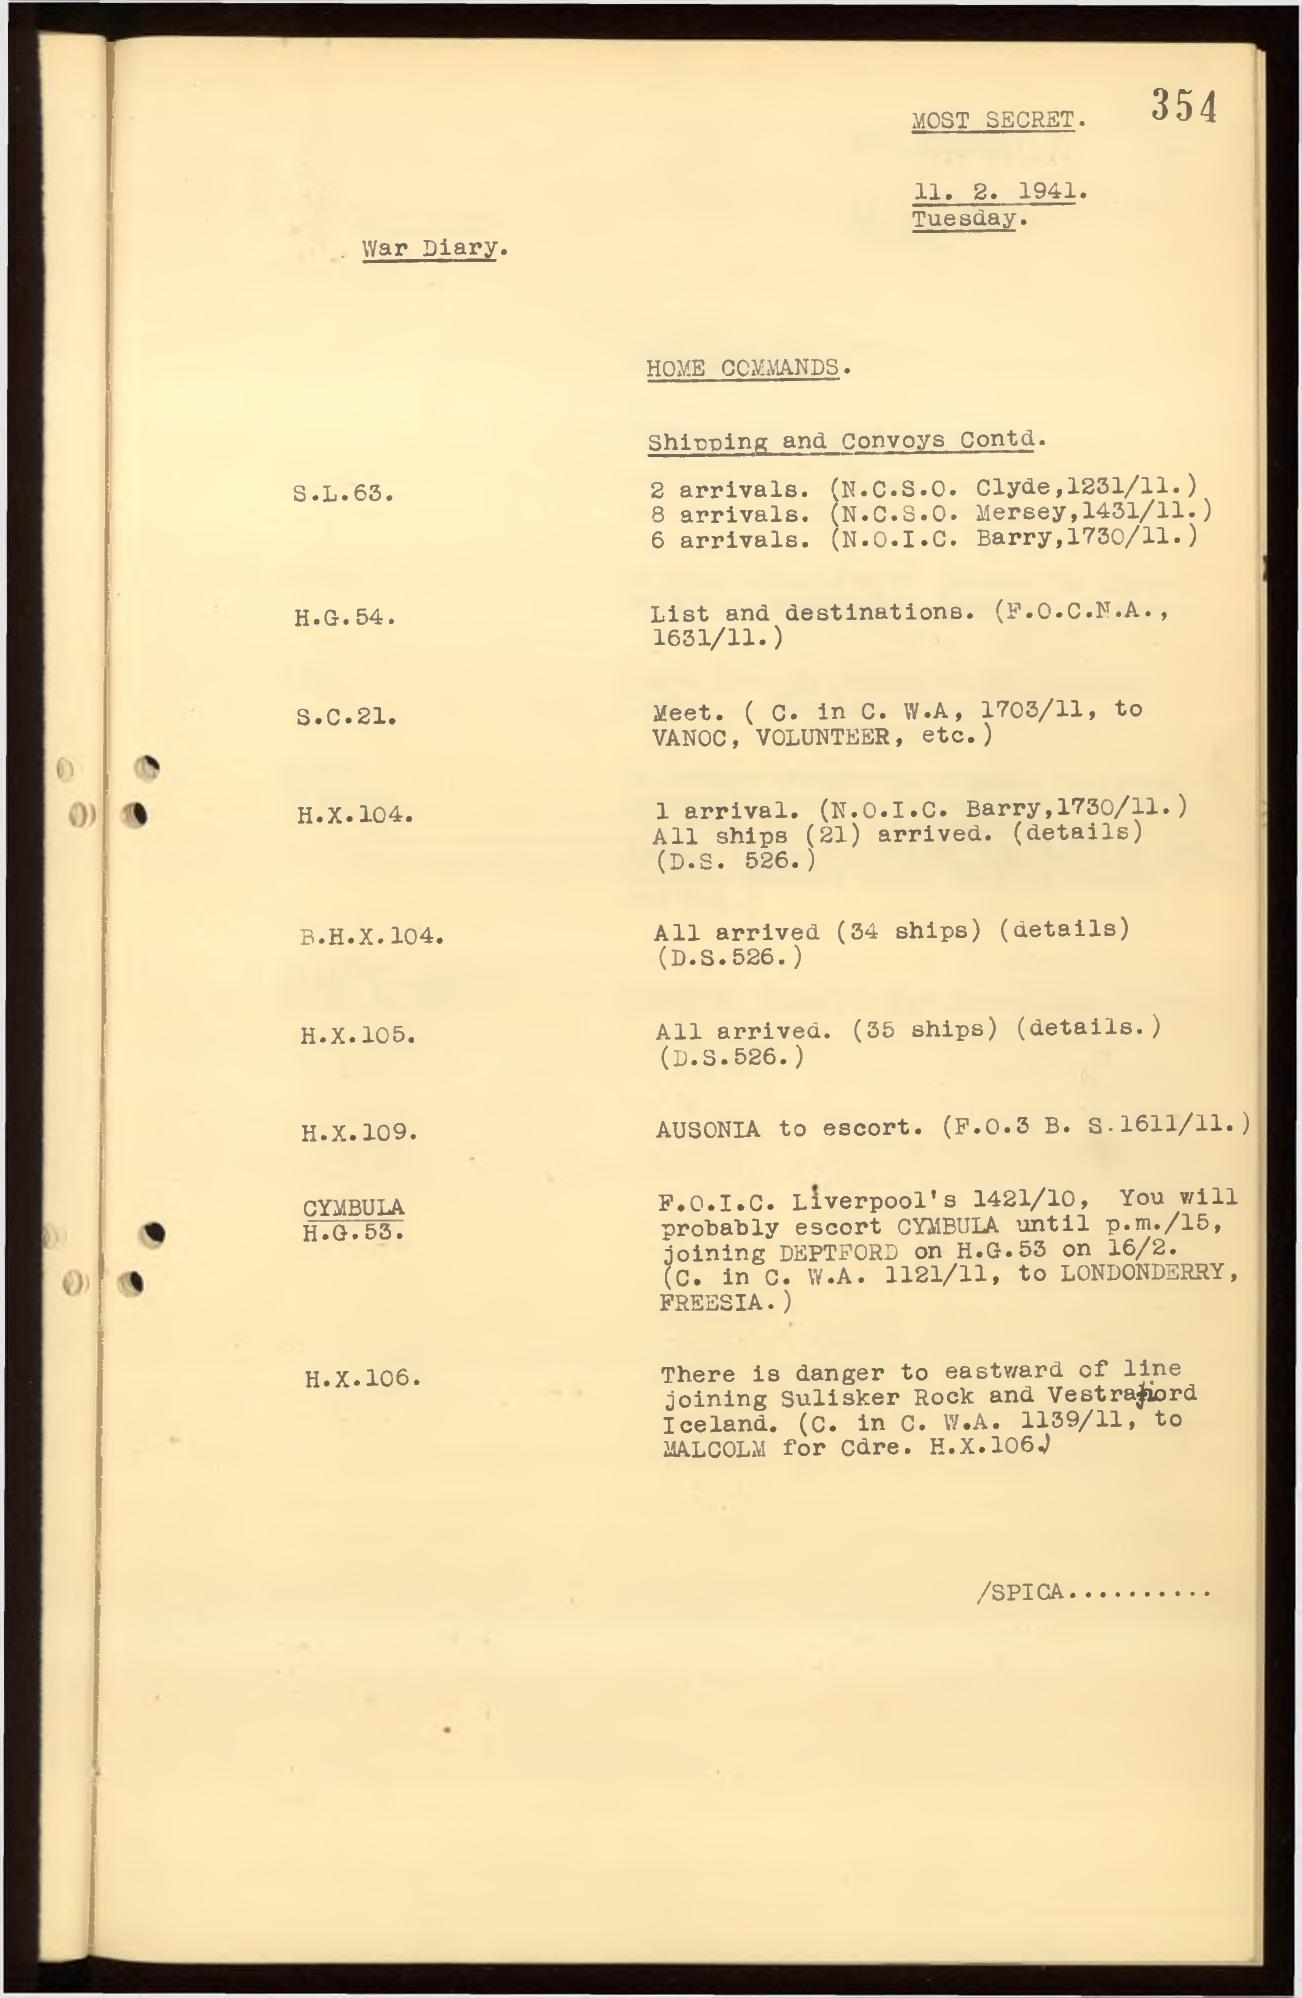 354
MOST SECRET.
11. 2. 1941.
Tuesday.
War Diary.
HOME COMMANDS.
Shipping and Convoys Contd.
S.L.63.
2 arrivals. (N.C.S.O. Clyde,1231/11.)
8 arrivals. (N.C.S.O. Mersey,1431/11.)
6 arrivals. (N.O.I.C. Barry,1730/11.)
H.G.54.
List and destinations. (F.O.C.N.A.,
1631/11.)
S.C.21.
Meet. ( C. in C. W.A, 1703/11, to
VANOC, VOLUNTEER, etc.)
H.X.104.
1 arrival. (N.O.I.C. Barry,1730/11.)
All ships (21) arrived. (details)
(D.S. 526.)
B.H.X.104.
All arrived (34 ships) (details)
(D.S.526.)
H.X.105.
All arrived. (35 ships) (details.)
(D.S.526.)
H.X.109.
AUSONIA to escort. (F.O.3 B. S.1611/11.)
CYMBULA
H.G.53.
F.O.I.C. Liverpool's 1421/10, You will
probably escort CYMBULA until p.m./15,
joining DEPTFORD on H.G.53 on 16/2.
(C. in C. W.A. 1121/11, to LONDONDERRY,
FREESIA.)
H.X.106.
There is danger to eastward of line
joining Sulisker Rock and Vestrafjord
Iceland. (C. in C. W.A. 1139/11, to
MALCOLM for Cdre. H.X.106.)
/SPICA..........